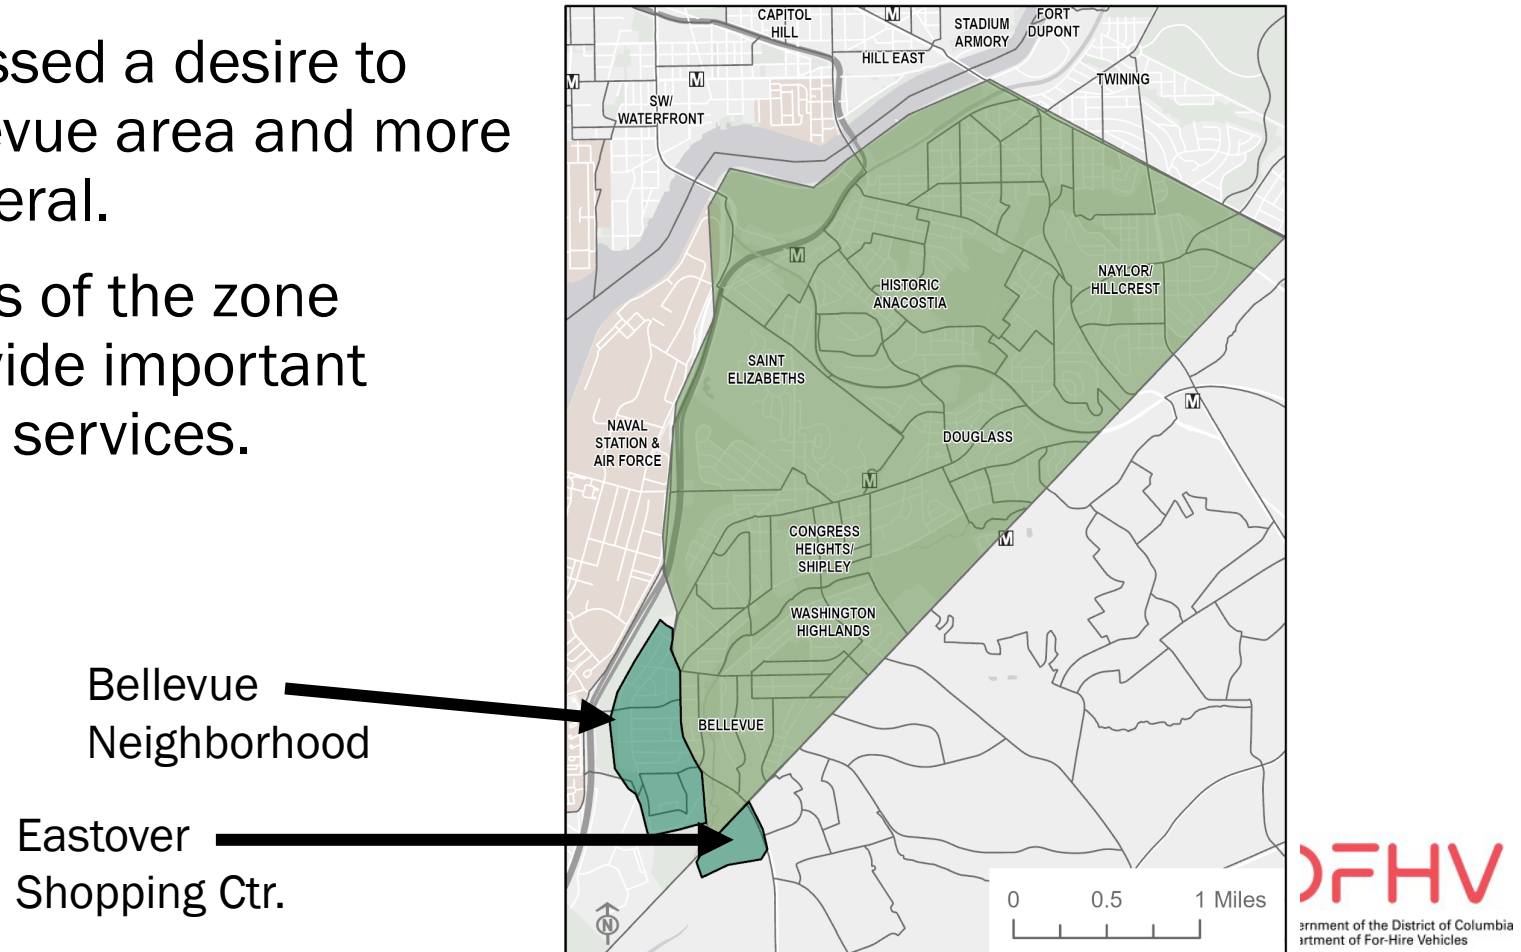 ssed a desire to
evue area and more
eral.
s of the zone
vide important
services.
Bellevue
Neighborhood
Eastover
Shopping Ctr.
CAPITOL
HILL
M
STADIUM
ARMORY
FORT
DUPONT
HILL EAST
TWINING
M
M
SW/
WATERFRONT
M
HISTORIC
ANACOSTIA
NAYLOR/
HILLCREST
SAINT
ELIZABETHS
M
NAVAL
STATION &
AIR FORCE
DOUGLASS
M
CONGRESS
HEIGHTS/
SHIPLEY
M
WASHINGTON
HIGHLANDS
BELLEVUE
N
0 0.5 1 Miles
DFHV
ernment of the District of Columbia
artment of For-Hire Vehicles